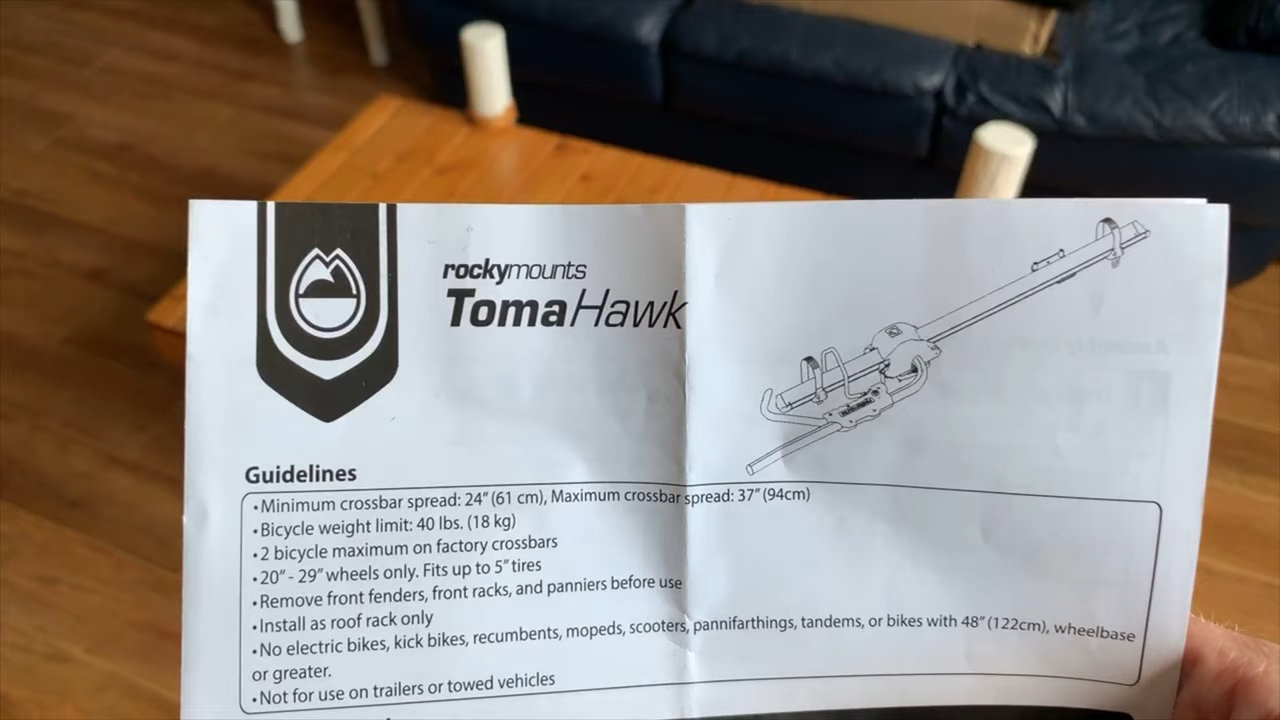 rockymounts
TomaHawk
Guidelines
•Minimum crossbar spread: 24” (61 cm), Maximum crossbar spread: 37” (94cm)
•Bicycle weight limit: 40 lbs. (18 kg)
•2 bicycle maximum on factory crossbars
•20” - 29” wheels only. Fits up to 5” tires
•Remove front fenders, front racks, and panniers before use
•Install as roof rack only
•No electric bikes, kick bikes, recumbents, mopeds, scooters, pannifarthings, tandems, or bikes with 48” (122cm), wheelbase
or greater.
•Not for use on trailers or towed vehicles